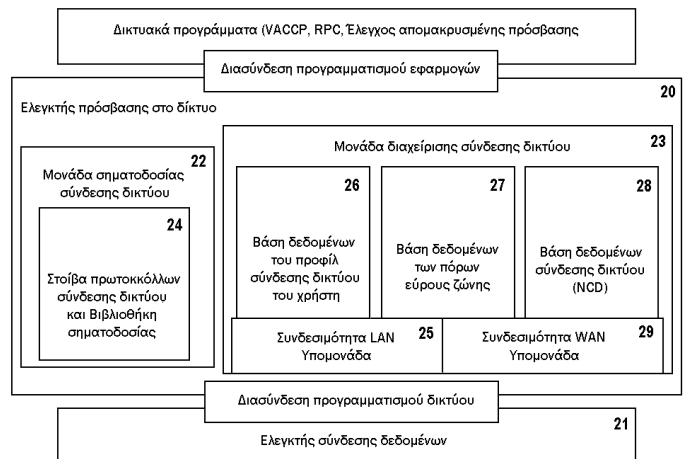 Δικτυακά προγράμματα (VACCP, RPC, Έλεγχος απομακρυσμένης πρόσβασης
Διασύνδεση προγραμματισμού εφαρμογών
20
Ελεγκτής πρόσβασης στο δίκτυο
22
Μονάδα σηματοδοσίας
σύνδεσης δικτύου
24
Στοίβα πρωτοκκόλλων
σύνδεσης δικτύου
και Βιβλιοθήκη
σηματοδοσίας
23
Μονάδα διαχείρισης σύνδεσης δικτύου
26
Βάση δεδομένων
του προφίλ
σύνδεσης δικτύου
του χρήστη
27
Βάση δεδομένων
των πόρων
εύρους ζώνης
28
Βάση δεδομένων
σύνδεσης δικτύου
(NCD)
Συνδεσιμότητα LAN 25
Υπομονάδα
Συνδεσιμότητα WAN 29
Υπομονάδα
Διασύνδεση προγραμματισμού δικτύου
21
Ελεγκτής σύνδεσης δεδομένων